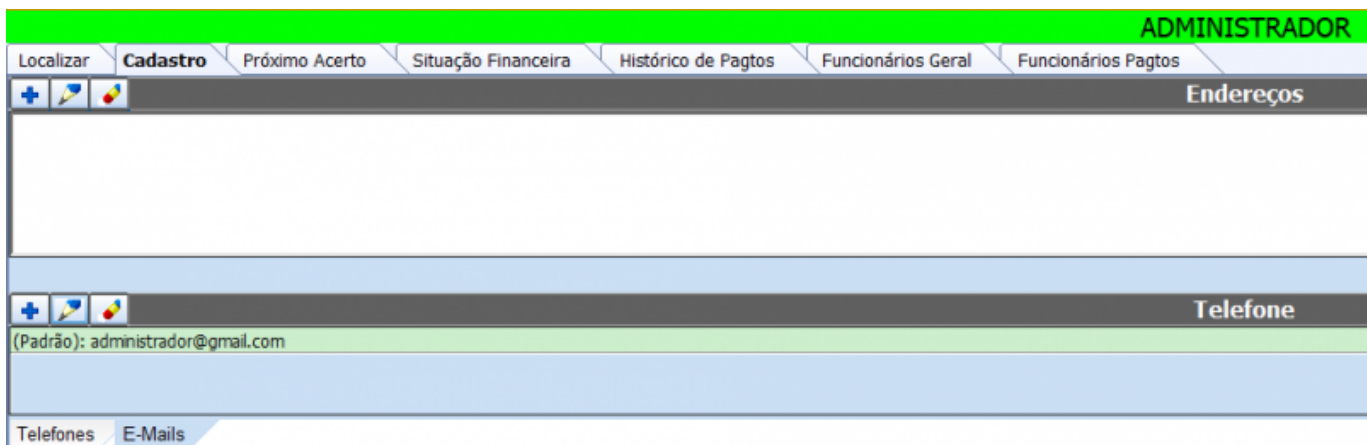 ADMINISTRADOR
Localizar Cadastro Próximo Acerto Situação Financeira Histórico de Pagtos Funcionários Geral Funcionários Pagtos
Endereços
Telefone
(Padrão): administrador@gmail.com
Telefones E-Mails